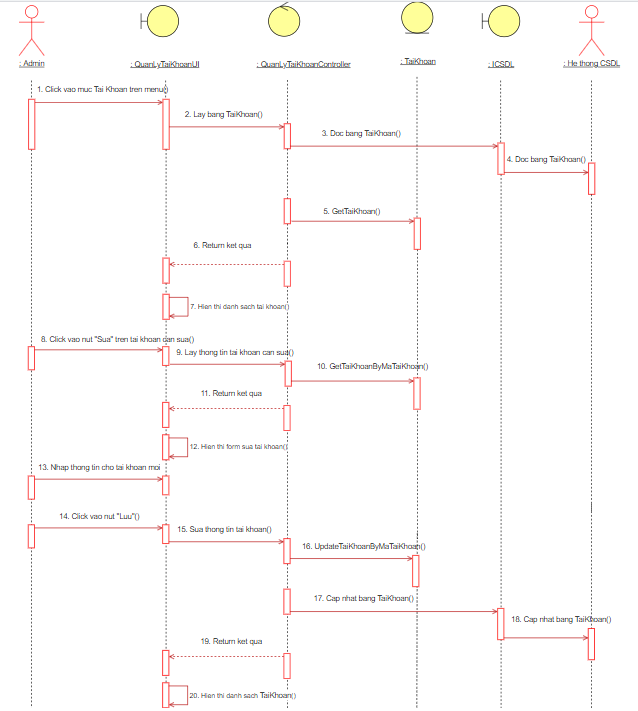 : Admin
: QuanLyTaiKhoanUI
: QuanLyTaiKhoanController
: TaiKhoan
: ICSDL
: He thong CSDL
1. Click vao muc Tai Khoan tren menu()
2. Lay bang TaiKhoan()
3. Doc bang TaiKhoan()
4. Doc bang TaiKhoan()
5. GetTaiKhoan()
6. Return ket qua
7. Hien thi danh sach tai khoan()
8. Click vao nut "Sua" tren tai khoan can sua()
9. Lay thong tin tai khoan can sua()
10. GetTaiKhoanByMaTaiKhoan()
11. Return ket qua
12. Hien thi form sua tai khoan()
13. Nhap thong tin cho tai khoan moi
14. Click vao nut "Luu"()
15. Sua thong tin tai khoan()
16. UpdateTaiKhoanByMaTaiKhoan()
17. Cap nhat bang TaiKhoan()
18. Cap nhat bang TaiKhoan()
19. Return ket qua
20. Hien thi danh sach TaiKhoan()